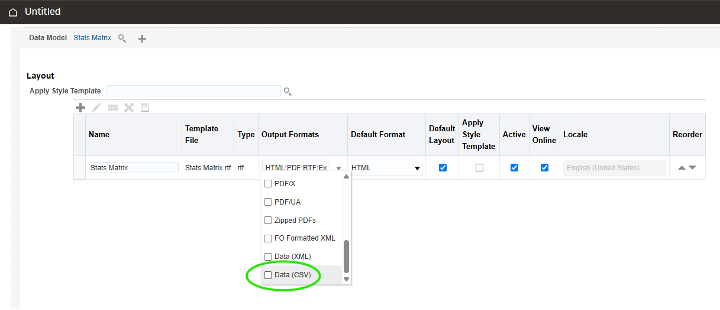 Untitled
Data Model Stats Matrix
Layout
Apply Style Template
Name Template File Type Output Formats Default Format Default Layout Apply Style Template Active View Online Locale Reorder
Stats Matrix Stats Matrix.rtf rtf HTML;PDF;RTF;Ex HTML English (United States)
PDF/X
PDF/UA
Zipped PDFs
FO Formatted XML
Data (XML)
Data (CSV)